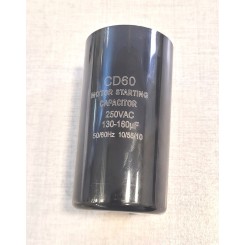 CD60
MOTOR STARTING
CAPACITOR
250VAC
130-160µF
50/60Hz 10/55/10